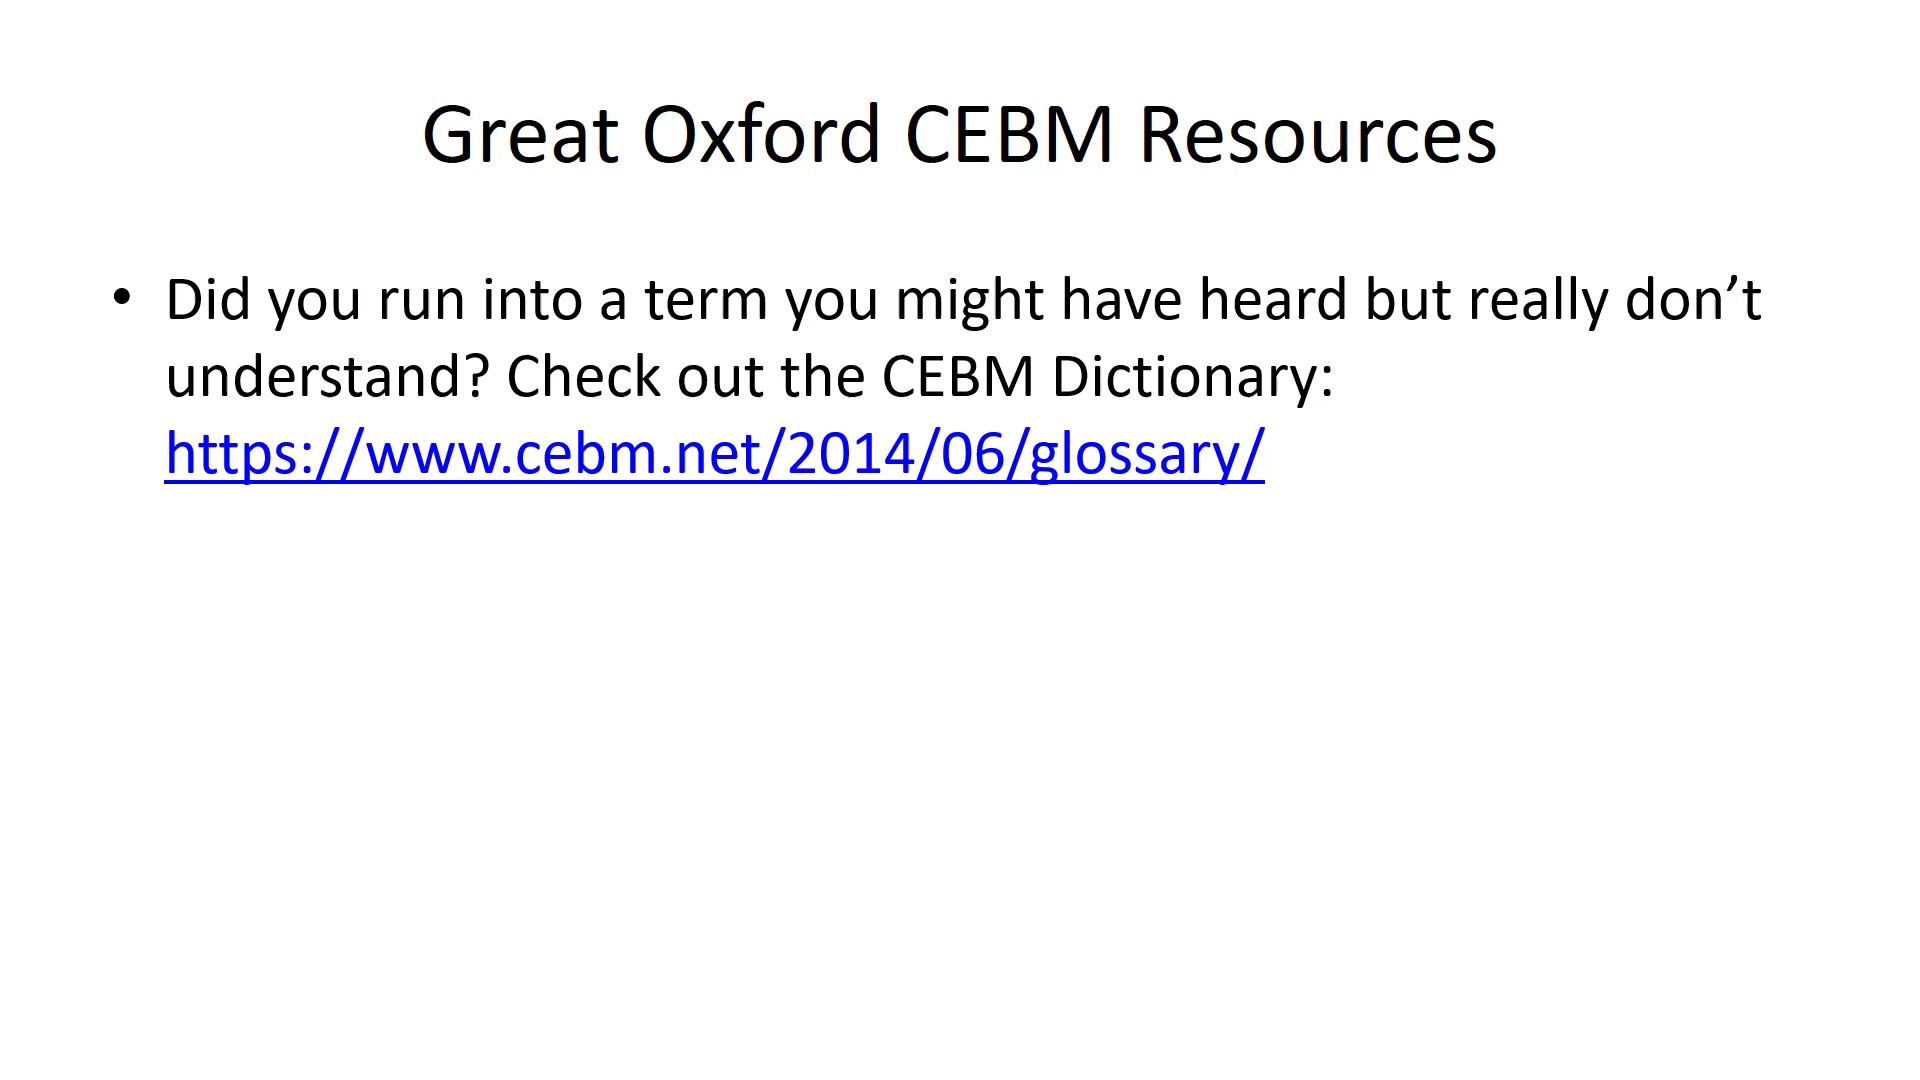 Great Oxford CEBM Resources
• Did you run into a term you might have heard but really don’t
understand? Check out the CEBM Dictionary:
https://www.cebm.net/2014/06/glossary/